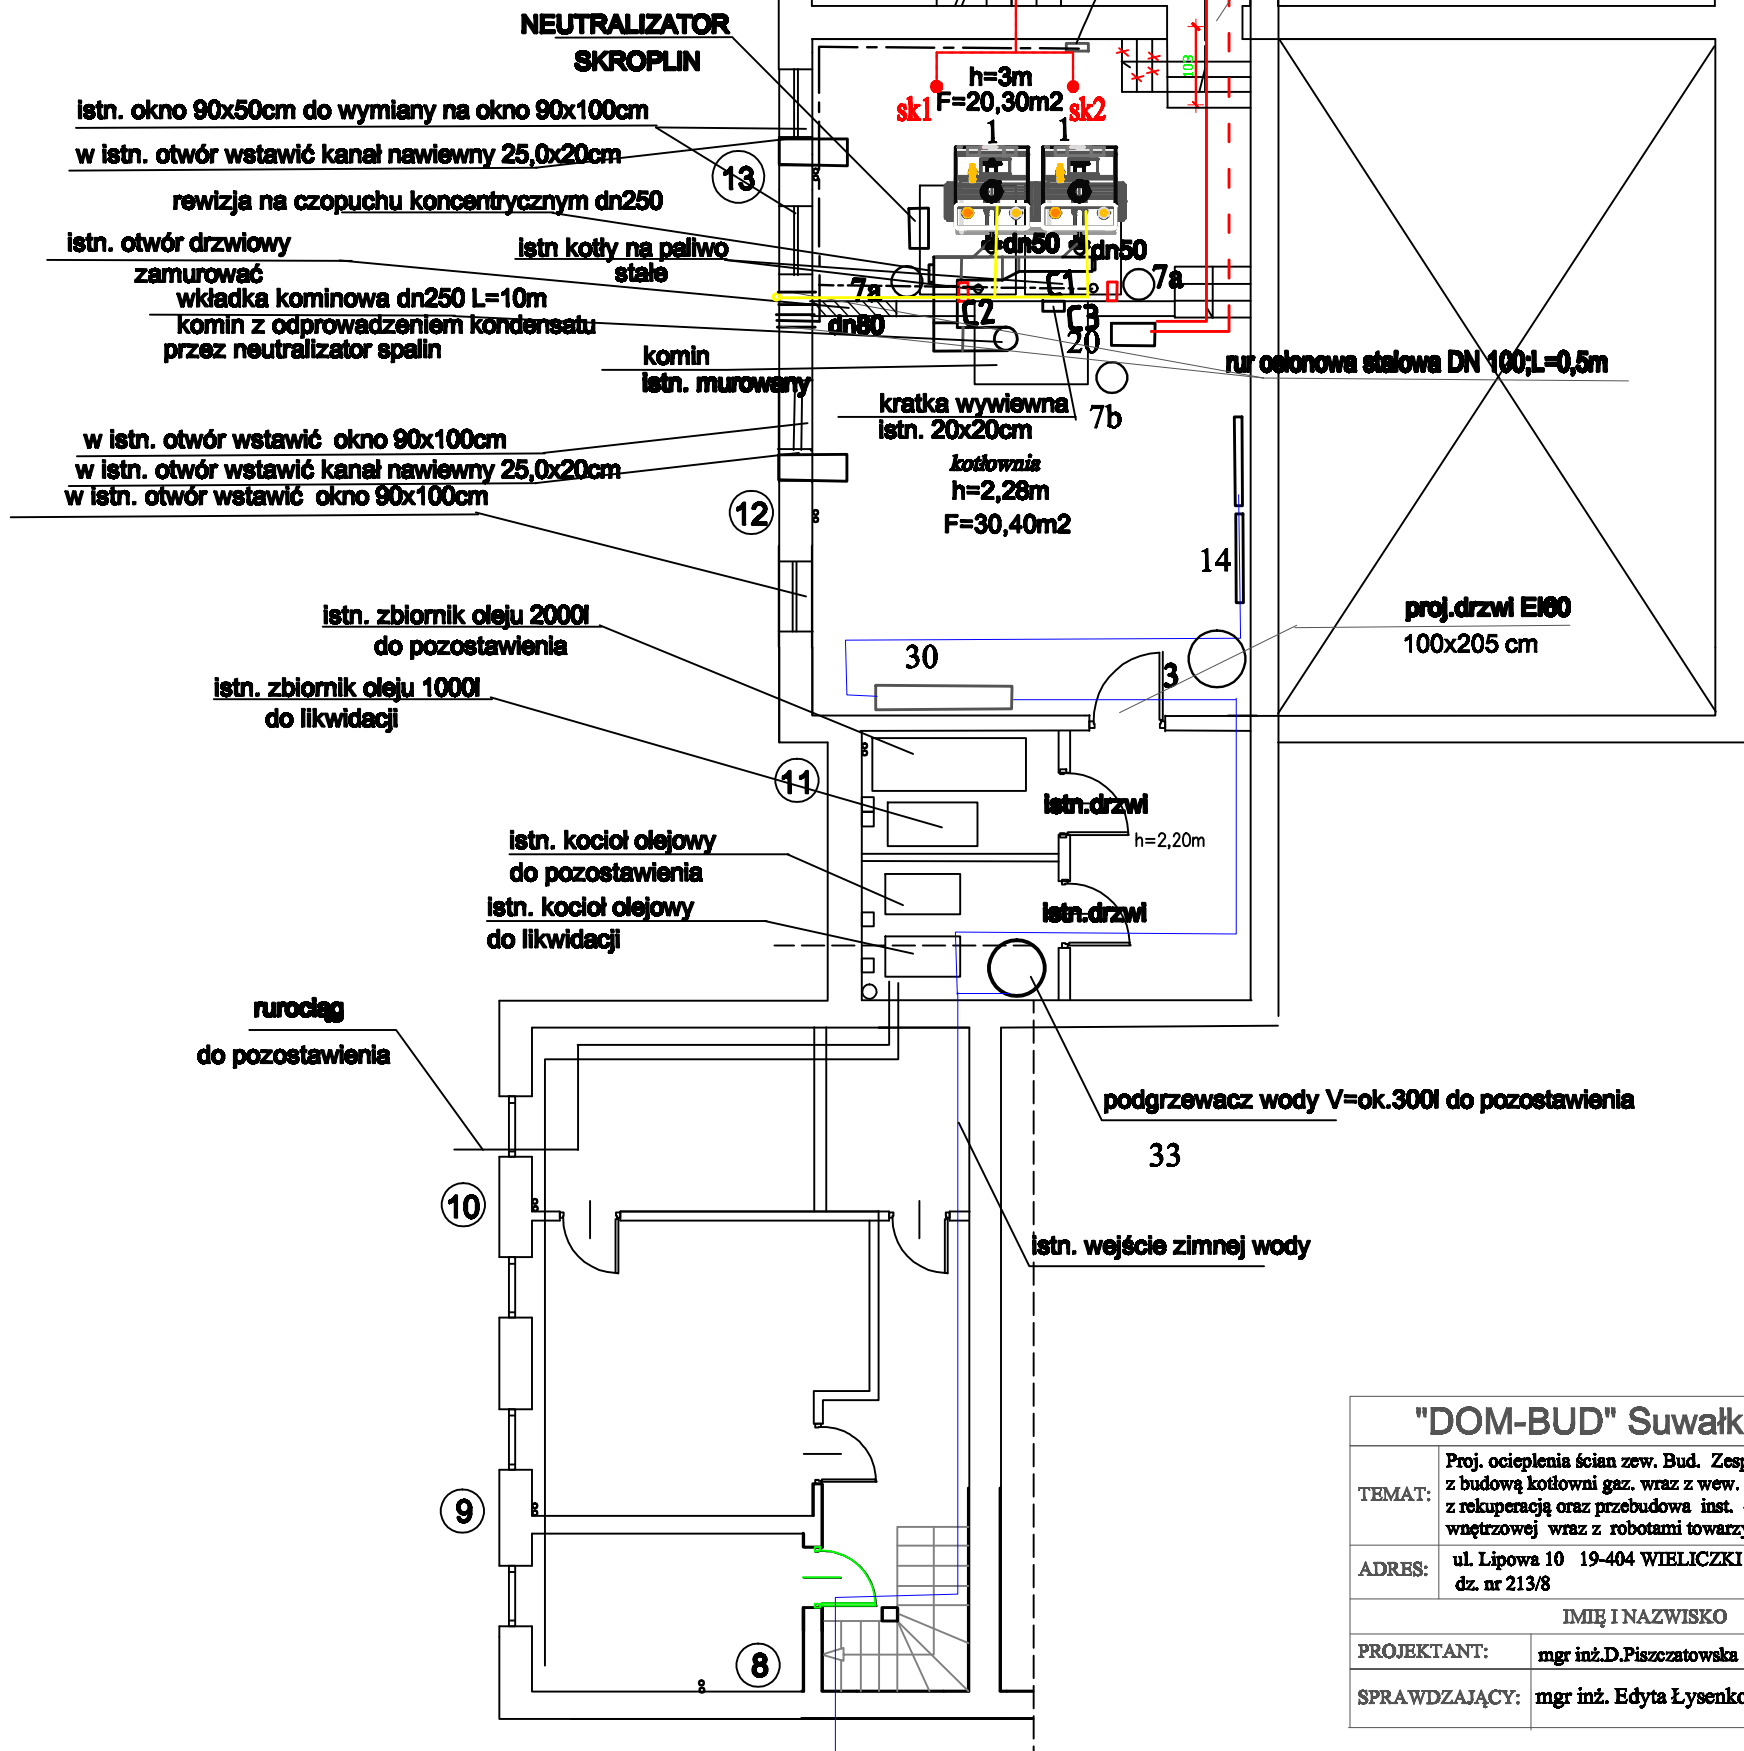 NEUTRALIZATOR
SKROPLIN
istn. okno 90x50cm do wymiany na okno 90x100cm
w istn. otwór wstawić kanał nawiewny 25,0x20cm
rewizja na czopuchu koncentrycznym dn250
istn. otwór drzwiowy
zamurować
istn kotły na paliwo
stałe
wkładka kominowa dn250 L=10m
komin z odprowadzeniem kondensatu
przez neutralizator spalin
komin
istn. murowany
h=3m
F=20,30m2
sk1
sk2
103
1
1
13
dn50
dn50
7a
7a
C1
C2
C3
dn80
20
rur osłonowa stalowa DN 100;L=0,5m
kratka wywiewna
istn. 20x20cm
7b
kotłownia
h=2,28m
F=30,40m2
w istn. otwór wstawić okno 90x100cm
w istn. otwór wstawić kanał nawiewny 25,0x20cm
w istn. otwór wstawić okno 90x100cm
12
14
istn. zbiornik oleju 2000l
do pozostawienia
proj.drzwi EI60
100x205 cm
30
3
istn. zbiornik oleju 1000l
do likwidacji
11
istn.drzwi
h=2,20m
istn. kocioł olejowy
do pozostawienia
istn. kocioł olejowy
do likwidacji
istn.drzwi
rurociąg
do pozostawienia
podgrzewacz wody V=ok.300l do pozostawienia
33
10
istn. wejście zimnej wody
9
8
"DOM-BUD" Suwałk
TEMAT:
Proj. ocieplenia ścian zew. Bud. Zesp
z budową kotłowni gaz. wraz z wew.
z rekuperacją oraz przebudowa inst.
wnętrzowej wraz z robotami towarzy
ADRES:
ul. Lipowa 10 19-404 WIELICZKI
dz. nr 213/8
IMIĘ I NAZWISKO
PROJEKTANT:
mgr inż.D.Piszczatowska
SPRAWDZAJĄCY:
mgr inż. Edyta Łysenko